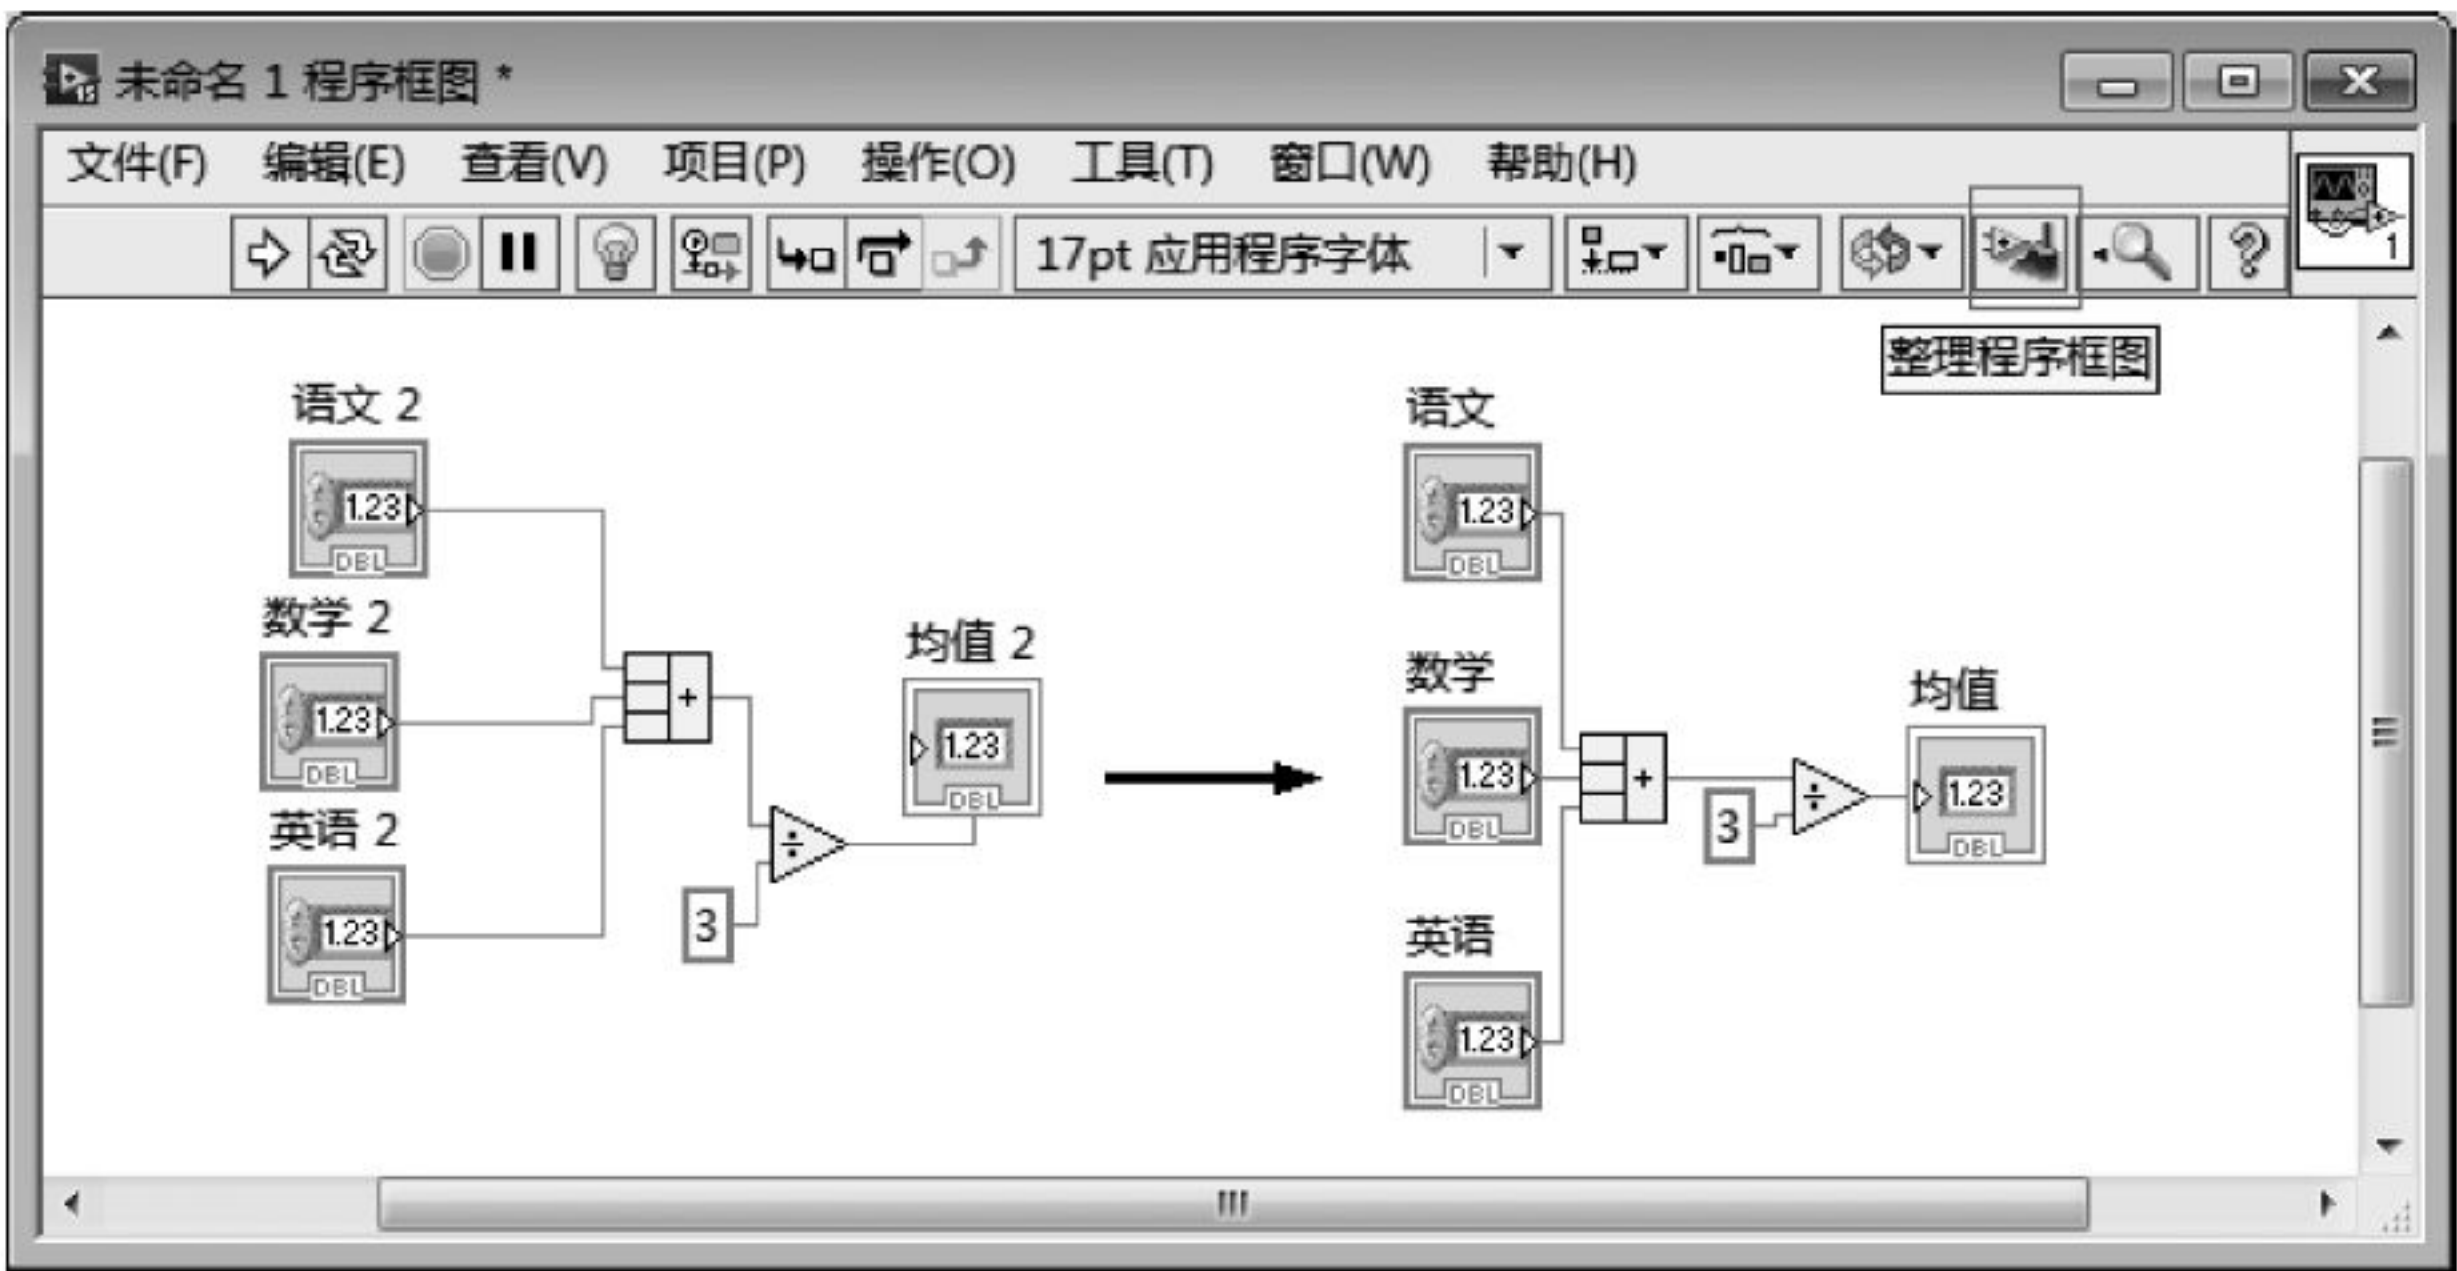 未命名 1 程序框图 *
文件(F) 编辑(E) 查看(V) 项目(P) 操作(O) 工具(T) 窗口(W) 帮助(H)
17pt 应用程序字体
1
整理程序框图
语文 2
1.23
DBL
数学 2
1.23
DBL
英语 2
1.23
DBL
+
÷
3
均值 2
1.23
DBL
语文
1.23
DBL
数学
1.23
DBL
英语
1.23
DBL
+
3
÷
均值
1.23
DBL